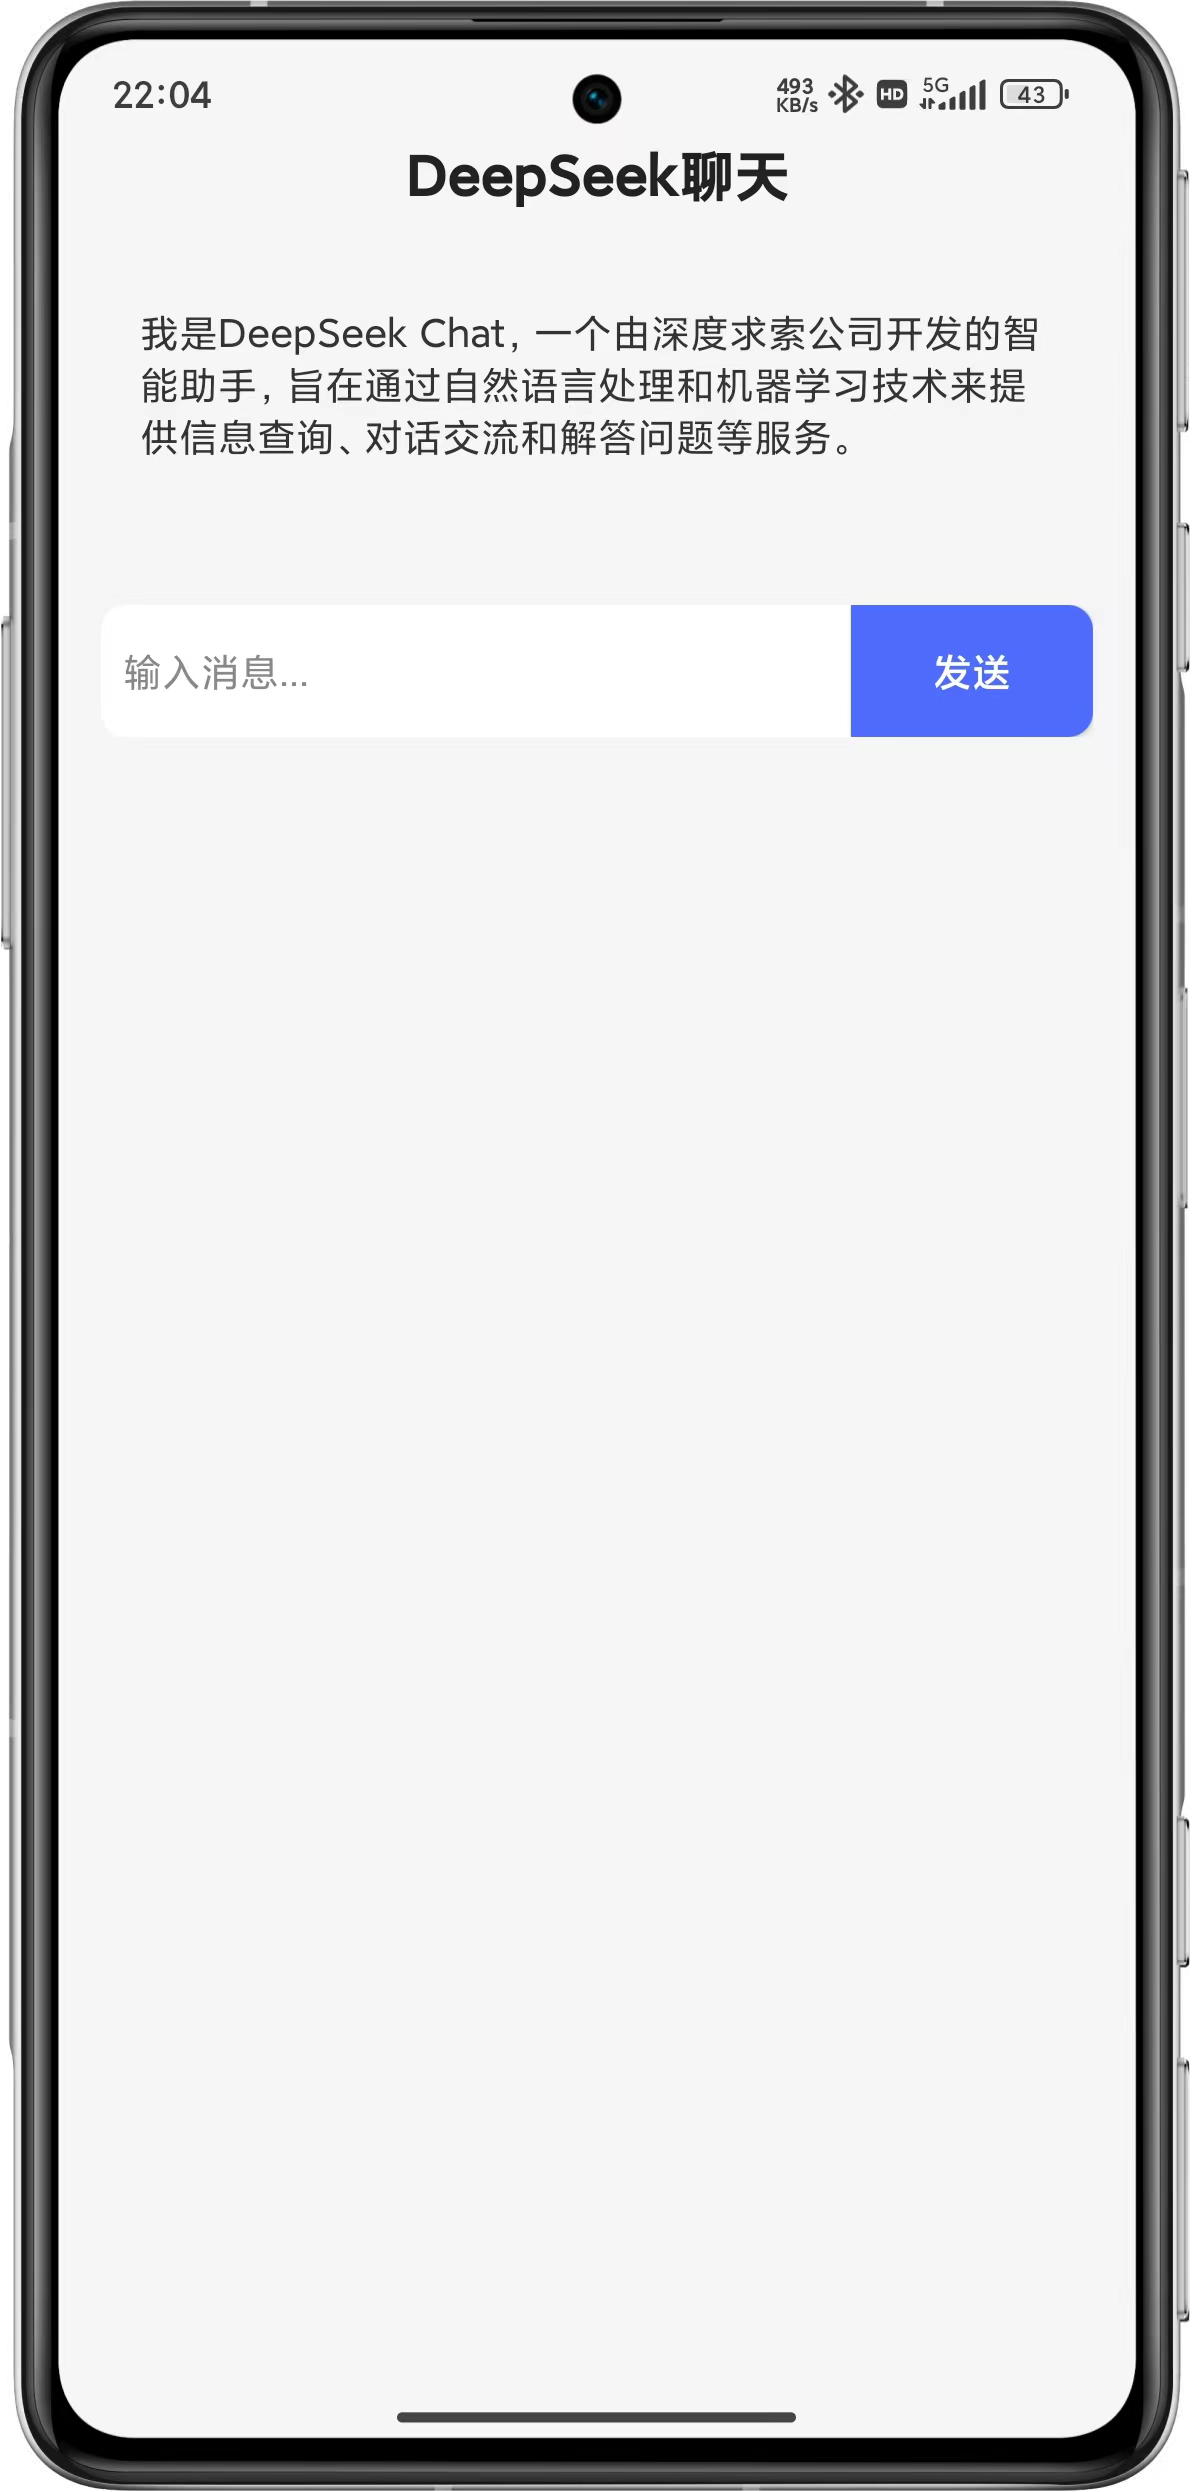 22:04
493
KB/s
HD
5G
43
DeepSeek聊天
我是DeepSeek Chat，一个由深度求索公司开发的智
能助手，旨在通过自然语言处理和机器学习技术来提
供信息查询、对话交流和解答问题等服务。
输入消息...
发送